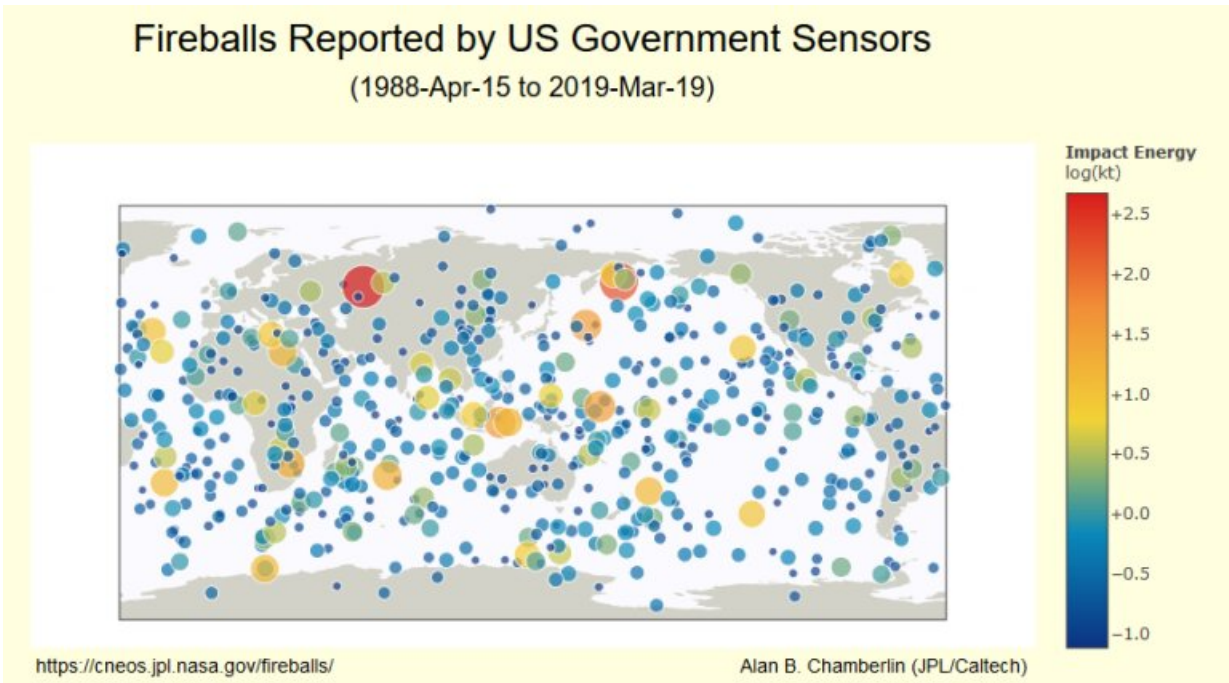 Fireballs Reported by US Government Sensors
(1988-Apr-15 to 2019-Mar-19)
Impact Energy
log(kt)
+2.5
+2.0
+1.5
+1.0
+0.5
+0.0
−0.5
−1.0
https://cneos.jpl.nasa.gov/fireballs/
Alan B. Chamberlin (JPL/Caltech)